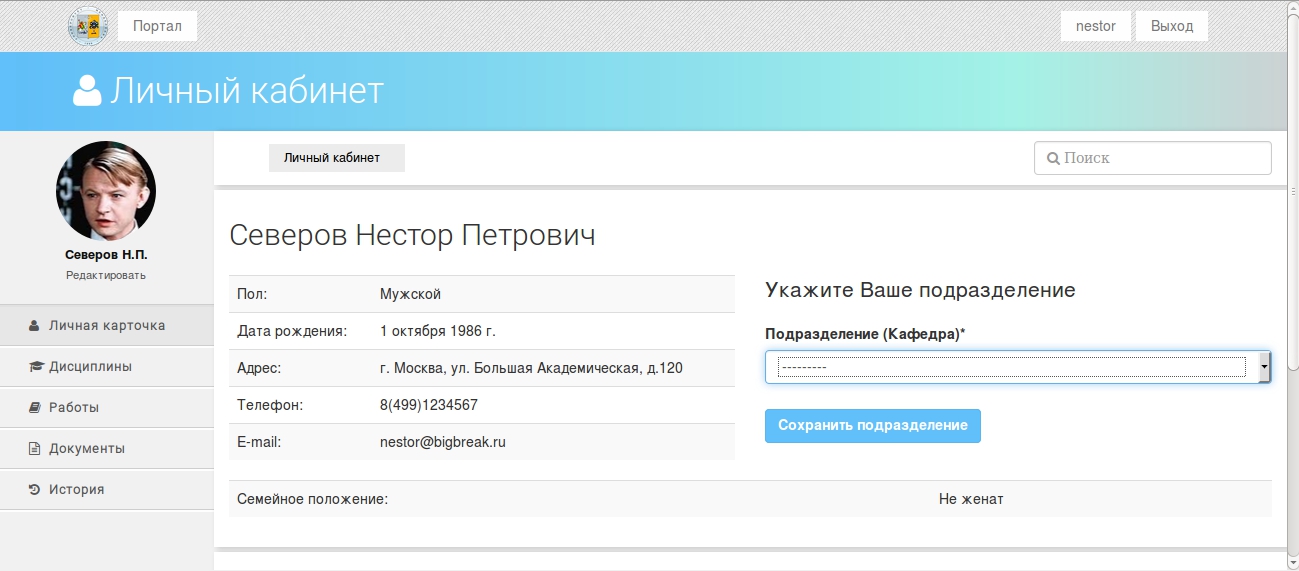 Портал
nestor Выход
Личный кабинет
Северов Н.П.
Редактировать
Личная карточка
Дисциплины
Работы
Документы
История
Личный кабинет
Поиск
Северов Нестор Петрович
Пол: Мужской
Дата рождения: 1 октября 1986 г.
Адрес: г. Москва, ул. Большая Академическая, д.120
Телефон: 8(499)1234567
E-mail: nestor@bigbreak.ru
Укажите Ваше подразделение
Подразделение (Кафедра)*
---------
Сохранить подразделение
Семейное положение: Не женат